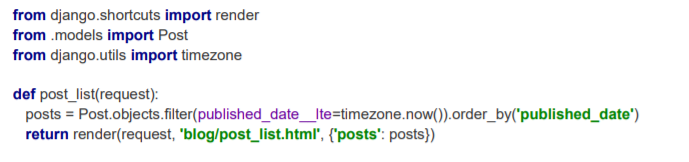 from django.shortcuts import render
from .models import Post
from django.utils import timezone

def post_list(request):
  posts = Post.objects.filter(published_date__lte=timezone.now()).order_by('published_date')
  return render(request, 'blog/post_list.html', {'posts': posts})